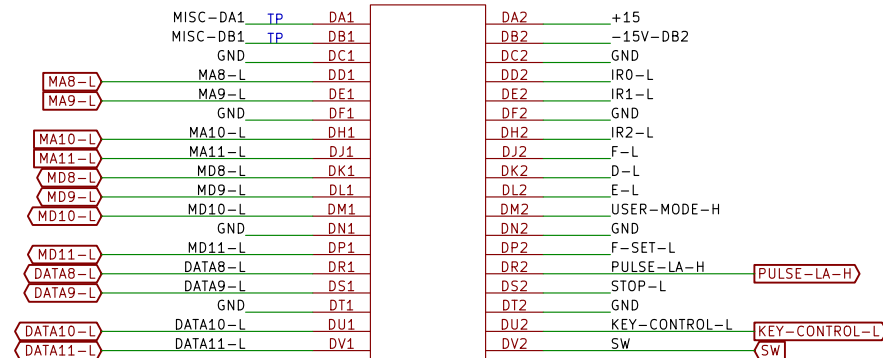 MISC-DA1 TP DA1 DA2 +15
MISC-DB1 TP DB1 DB2 -15V-DB2
GND DC1 DC2 GND
MA8-L MA8-L DD1 DD2 IR0-L
MA9-L MA9-L DE1 DE2 IR1-L
GND DF1 DF2 GND
MA10-L MA10-L DH1 DH2 IR2-L
MA11-L MA11-L DJ1 DJ2 F-L
MD8-L MD8-L DK1 DK2 D-L
MD9-L MD9-L DL1 DL2 E-L
MD10-L MD10-L DM1 DM2 USER-MODE-H
GND DN1 DN2 GND
MD11-L MD11-L DP1 DP2 F-SET-L
DATA8-L DATA8-L DR1 DR2 PULSE-LA-H PULSE-LA-H
DATA9-L DATA9-L DS1 DS2 STOP-L
GND DT1 DT2 GND
DATA10-L DATA10-L DU1 DU2 KEY-CONTROL-L KEY-CONTROL-L
DATA11-L DATA11-L DV1 DV2 SW SW